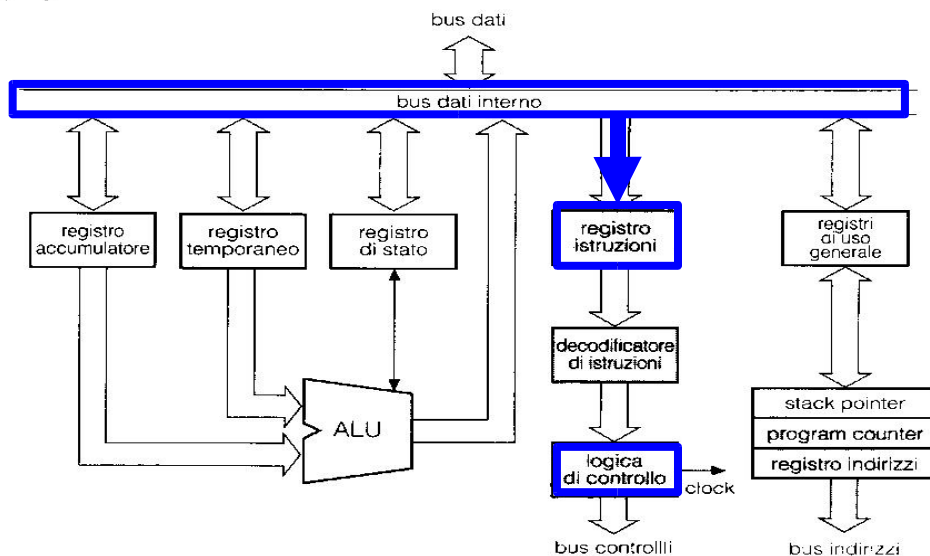 bus dati
bus dati interno
registro
accumulatore
registro
temporaneo
registro
di stato
registro
istruzioni
registri
di uso
generale
decodificatore
di istruzioni
ALU
stack pointer
program counter
registro indirizzi
logica
di controllo
clock
bus controllli
bus indirizzi